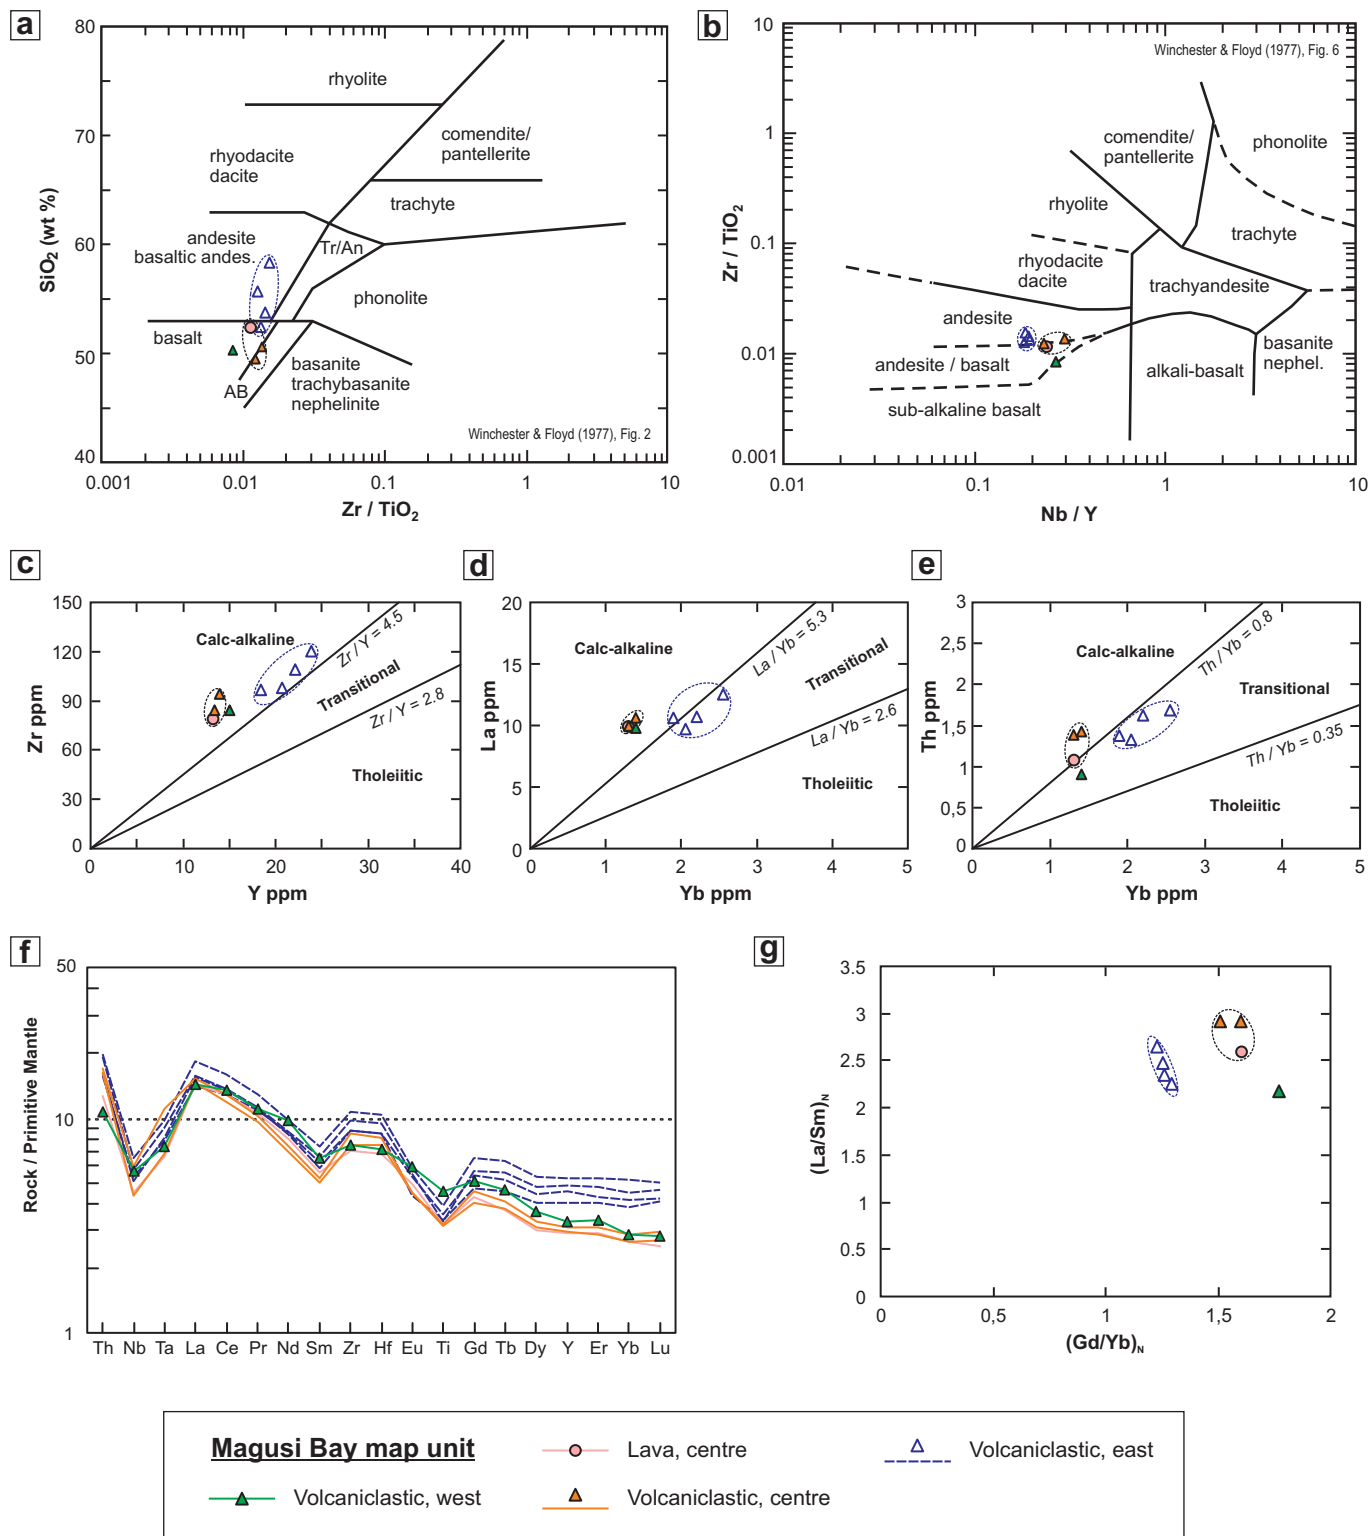 a
80
70
60
50
40
SiO2 (wt %)
rhyolite
comendite/
pantellerite
rhyodacite
dacite
trachyte
andesite
basaltic andes.
Tr/An
phonolite
basalt
basanite
trachybasanite
nephelinite
AB
Winchester & Floyd (1977), Fig. 2
0.001
0.01
0.1
1
10
Zr / TiO2
b
10
1
0.1
0.01
0.001
Zr / TiO2
Winchester & Floyd (1977), Fig. 6
comendite/
pantellerite
phonolite
rhyolite
trachyte
rhyodacite
dacite
trachyandesite
andesite
basanite
nephel.
andesite / basalt
alkali-basalt
sub-alkaline basalt
0.01
0.1
1
10
Nb / Y
c
150
120
90
60
30
0
Zr ppm
Calc-alkaline
Zr / Y = 4.5
Transitional
Zr / Y = 2.8
Tholeiitic
0
10
20
30
40
Y ppm
d
20
15
10
5
0
La ppm
Calc-alkaline
La / Yb = 5.3
Transitional
La / Yb = 2.6
Tholeiitic
0
1
2
3
4
5
Yb ppm
e
3
2,5
2
1,5
1
0,5
0
Th ppm
Calc-alkaline
Th / Yb = 0.8
Transitional
Th / Yb = 0.35
Tholeiitic
0
1
2
3
4
5
Yb ppm
f
50
10
1
Rock / Primitive Mantle
Th Nb Ta La Ce Pr Nd Sm Zr Hf Eu Ti Gd Tb Dy Y Er Yb Lu
g
3.5
3
2.5
2
1.5
1
0.5
0
(La/Sm)N
0
0,5
1
1,5
2
(Gd/Yb)N
Magusi Bay map unit
Lava, centre
Volcaniclastic, east
Volcaniclastic, west
Volcaniclastic, centre